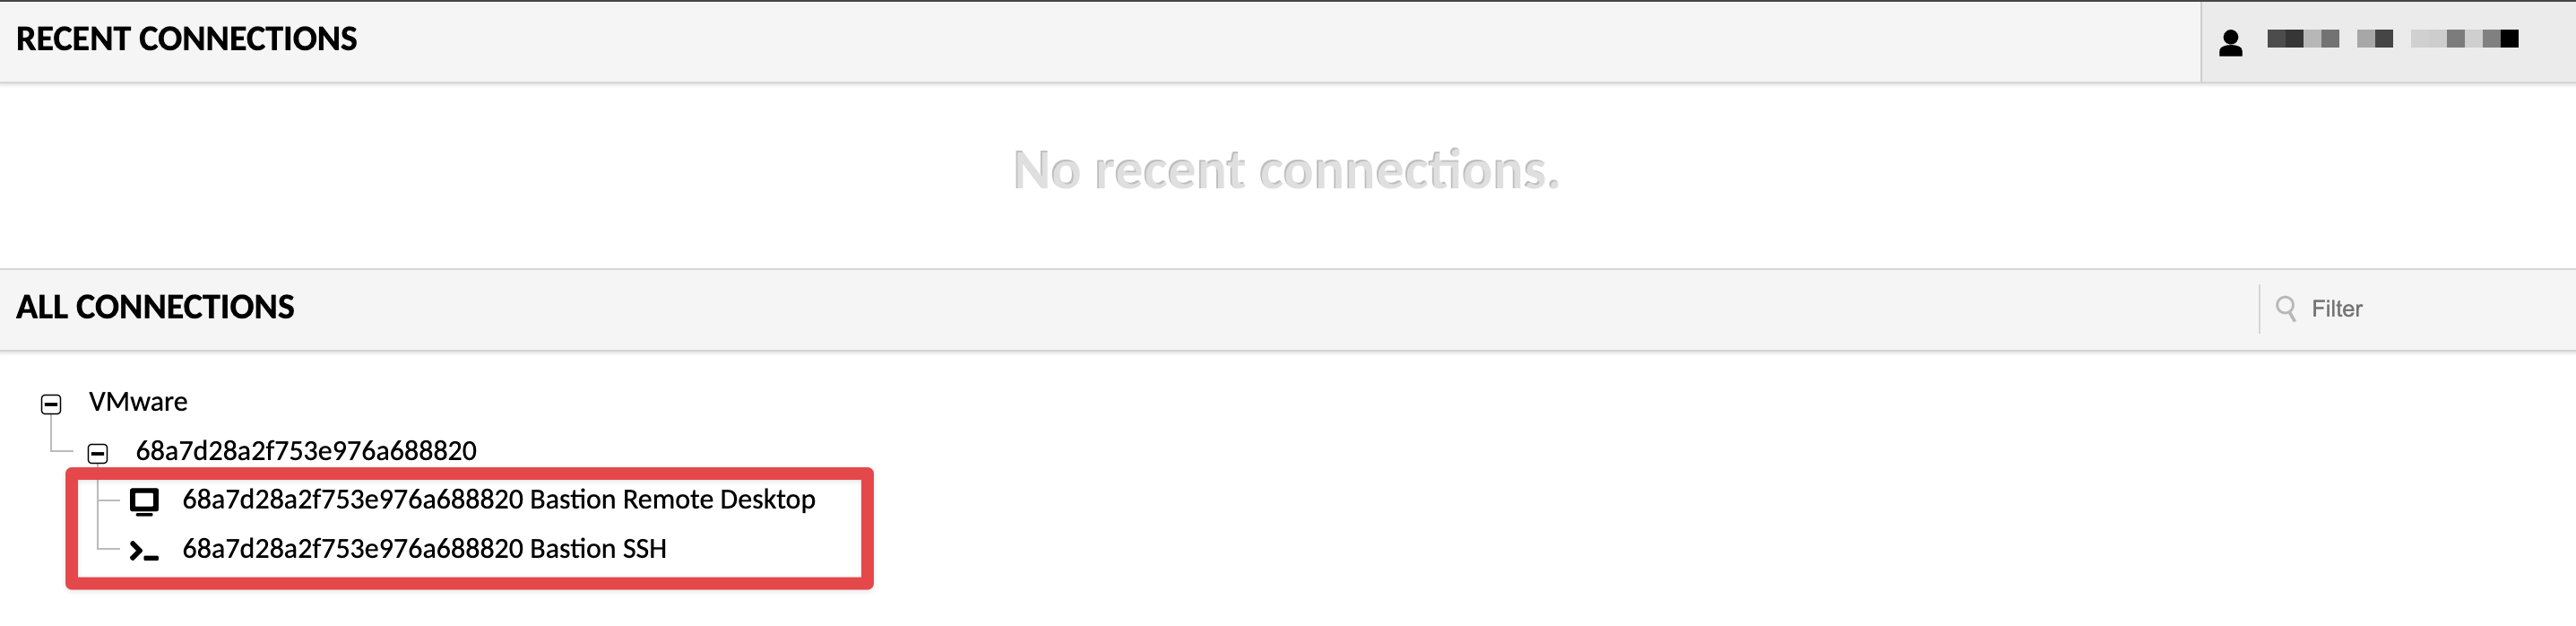 RECENT CONNECTIONS
No recent connections.
ALL CONNECTIONS
Filter
VMware
68a7d28a2f753e976a688820
68a7d28a2f753e976a688820 Bastion Remote Desktop
68a7d28a2f753e976a688820 Bastion SSH